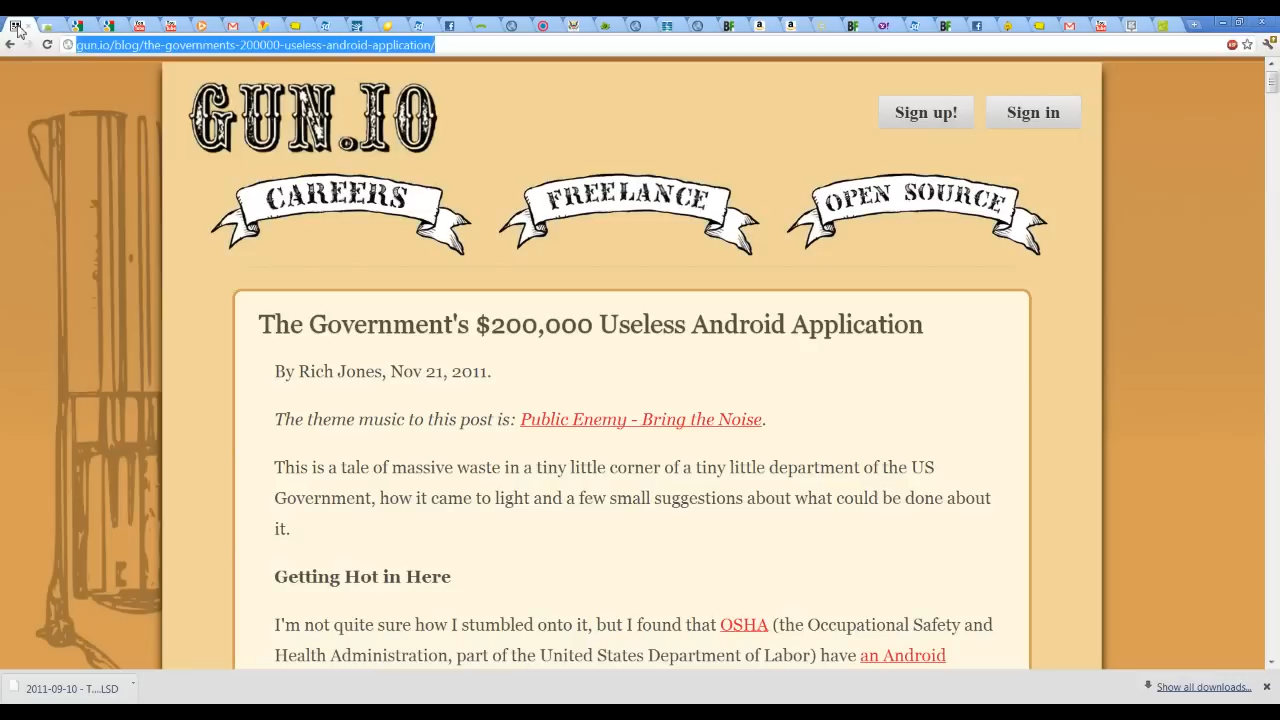 gun.io/blog/the-governments-200000-useless-android-application/
GUN.IO
Sign up!
Sign in
CAREERS
FREELANCE
OPEN SOURCE
The Government's $200,000 Useless Android Application
By Rich Jones, Nov 21, 2011.
The theme music to this post is: Public Enemy - Bring the Noise.
This is a tale of massive waste in a tiny little corner of a tiny little department of the US
Government, how it came to light and a few small suggestions about what could be done about
it.
Getting Hot in Here
I'm not quite sure how I stumbled onto it, but I found that OSHA (the Occupational Safety and
Health Administration, part of the United States Department of Labor) have an Android
2011-09-10 - T....LSD
Show all downloads...